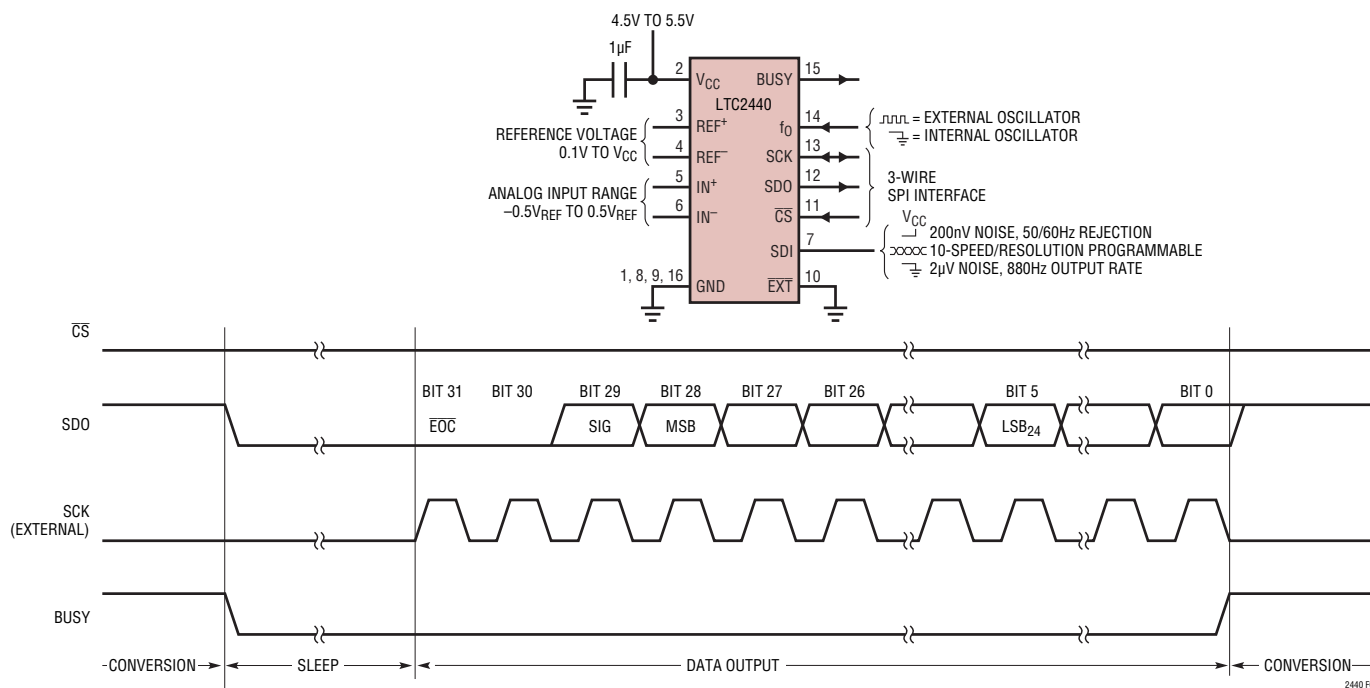 4.5V TO 5.5V
1µF
2 VCC BUSY 15
LTC2440
3 REF+ fO 14
= EXTERNAL OSCILLATOR
= INTERNAL OSCILLATOR
REFERENCE VOLTAGE
0.1V TO VCC
4 REF– SCK 13
5 IN+ SDO 12
3-WIRE
SPI INTERFACE
ANALOG INPUT RANGE
–0.5VREF TO 0.5VREF
6 IN– CS 11
VCC
200nV NOISE, 50/60Hz REJECTION
SDI 7
10-SPEED/RESOLUTION PROGRAMMABLE
2µV NOISE, 880Hz OUTPUT RATE
1, 8, 9, 16 GND EXT 10
CS
BIT 31 BIT 30 BIT 29 BIT 28 BIT 27 BIT 26 BIT 5 BIT 0
SDO EOC SIG MSB LSB24
SCK
(EXTERNAL)
BUSY
CONVERSION SLEEP DATA OUTPUT CONVERSION